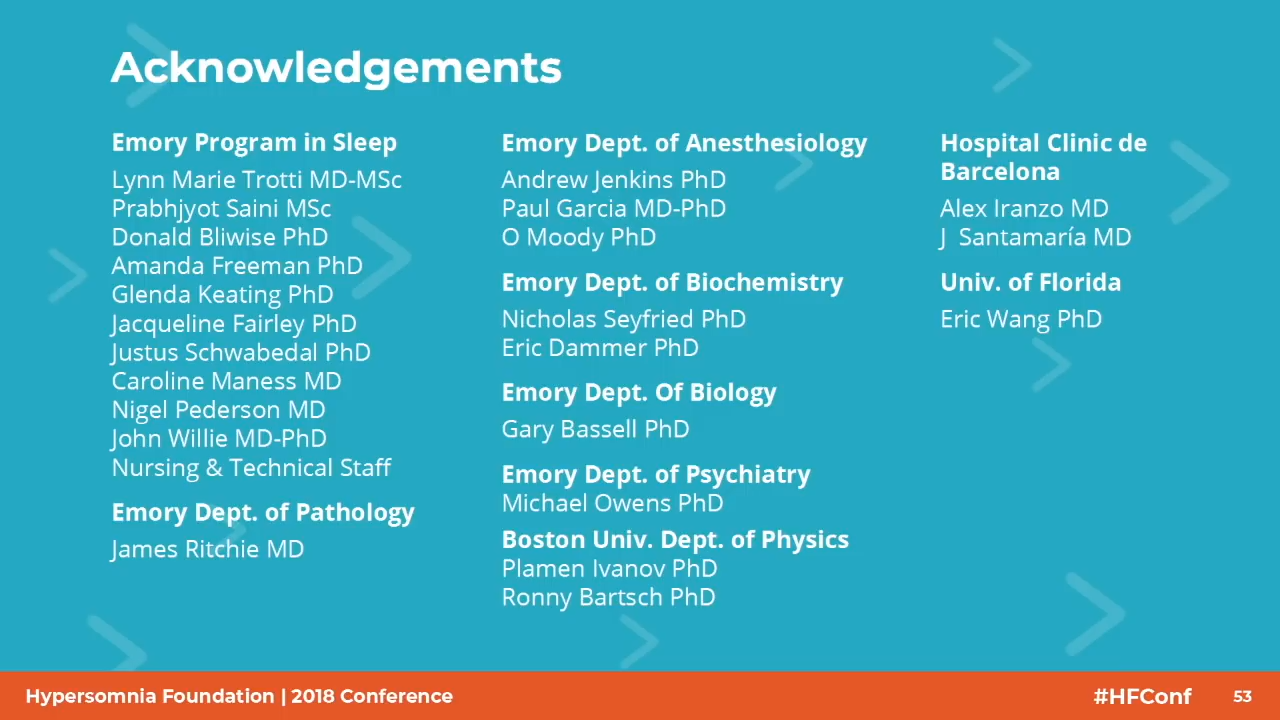 Acknowledgements
Emory Program in Sleep
Lynn Marie Trotti MD-MSc
Prabhjyot Saini MSc
Donald Bliwise PhD
Amanda Freeman PhD
Glenda Keating PhD
Jacqueline Fairley PhD
Justus Schwabedal PhD
Caroline Maness MD
Nigel Pederson MD
John Willie MD-PhD
Nursing & Technical Staff
Emory Dept. of Pathology
James Ritchie MD
Emory Dept. of Anesthesiology
Andrew Jenkins PhD
Paul Garcia MD-PhD
O Moody PhD
Emory Dept. of Biochemistry
Nicholas Seyfried PhD
Eric Dammer PhD
Emory Dept. Of Biology
Gary Bassell PhD
Emory Dept. of Psychiatry
Michael Owens PhD
Boston Univ. Dept. of Physics
Plamen Ivanov PhD
Ronny Bartsch PhD
Hospital Clinic de
Barcelona
Alex Iranzo MD
J  Santamaría MD
Univ. of Florida
Eric Wang PhD
Hypersomnia Foundation | 2018 Conference
#HFConf
53